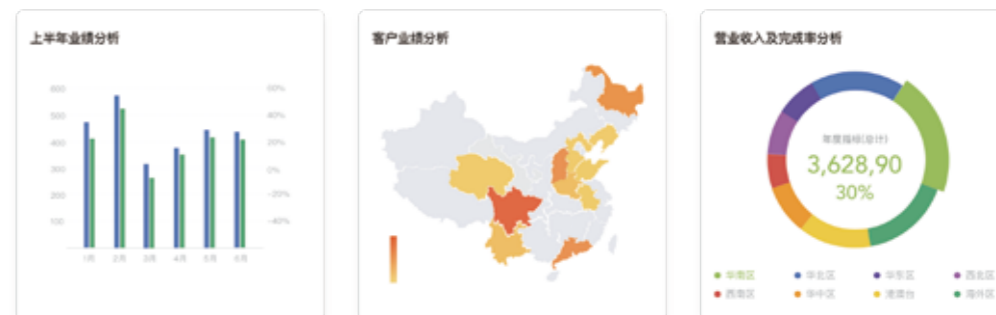 上半年业绩分析
600
500
400
300
200
100
60%
40%
20%
0%
-20%
-40%
1月 2月 3月 4月 5月 6月
客户业绩分析
营业收入及完成率分析
年度指标(总计)
3,628,90
30%
华南区 华北区 华东区 西北区
西南区 华中区 港澳台 海外区